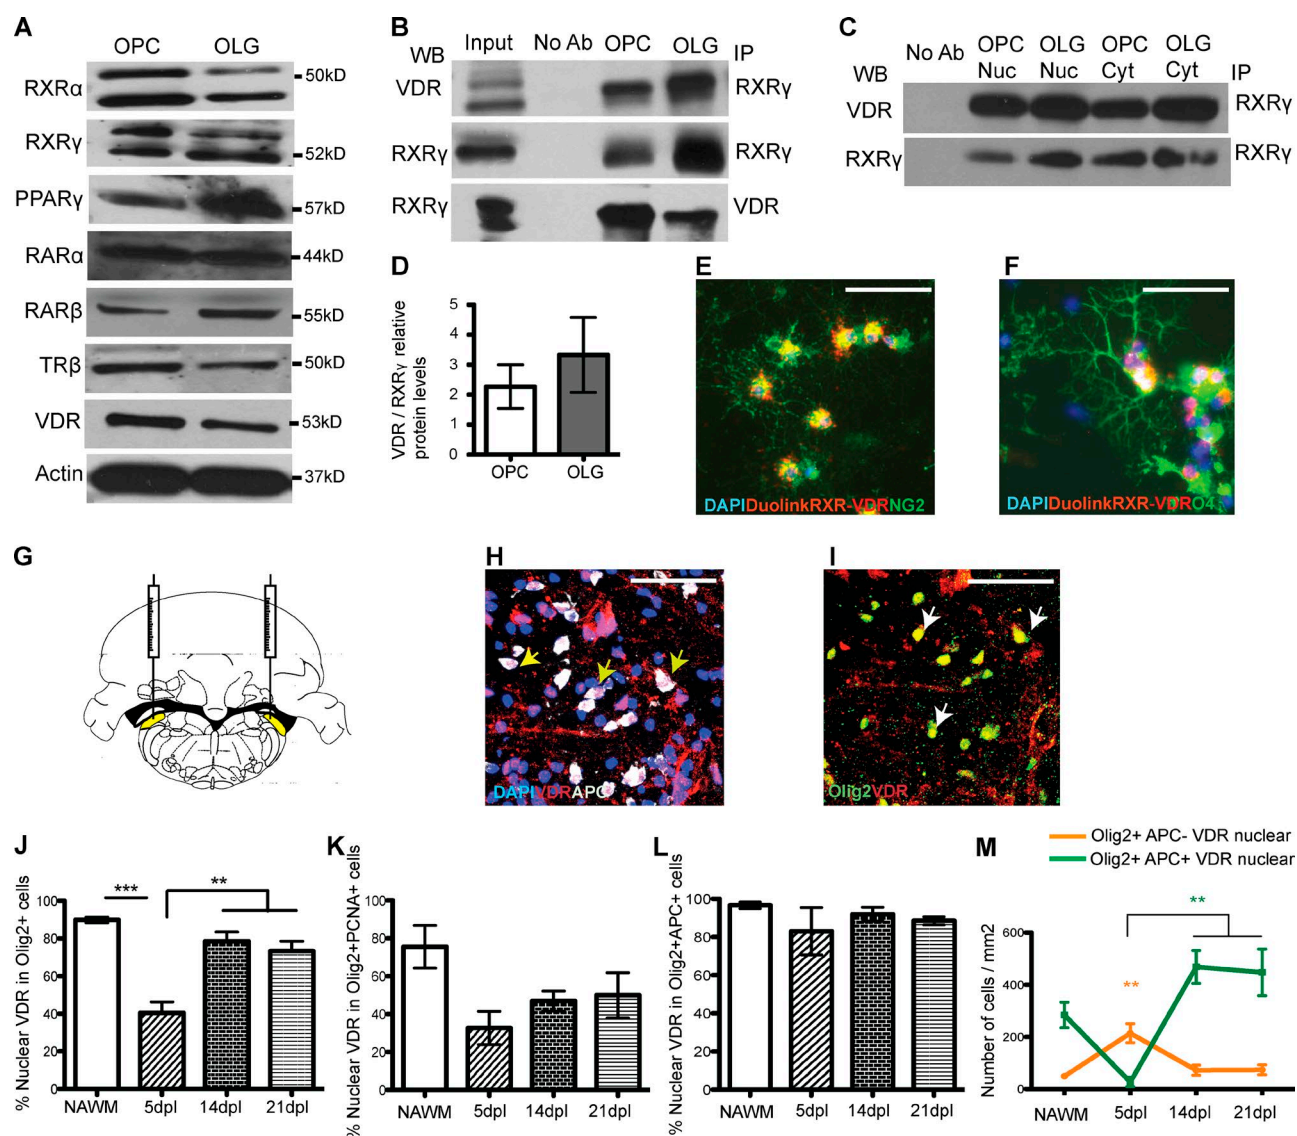 A
OPC OLG
RXRα
50kD
RXRγ
52kD
PPARγ
57kD
RARα
44kD
RARβ
55kD
TRβ
50kD
VDR
53kD
Actin
37kD
B
WB Input No Ab OPC OLG IP
VDR RXRγ
RXRγ RXRγ
RXRγ VDR
C
No Ab OPC OLG OPC OLG
WB Nuc Nuc Cyt Cyt IP
VDR RXRγ
RXRγ RXRγ
D
VDR / RXRγ relative
protein levels
5
4
3
2
1
0
OPC OLG
E
DAPIDuolinkRXR-VDRNG2
F
DAPIDuolinkRXR-VDRO4
G
H
DAPIVDRAPC
I
Olig2VDR
J
% Nuclear VDR in Olig2+ cells
100
80
60
40
20
0
*** **
NAWM 5dpl 14dpl 21dpl
K
% Nuclear VDR in Olig2+PCNA+ cells
100
80
60
40
20
0
NAWM 5dpl 14dpl 21dpl
L
% Nuclear VDR in Olig2+APC+ cells
100
80
60
40
20
0
NAWM 5dpl 14dpl 21dpl
M
Olig2+ APC- VDR nuclear
Olig2+ APC+ VDR nuclear
Number of cells / mm2
600
400
200
0
**
**
NAWM 5dpl 14dpl 21dpl